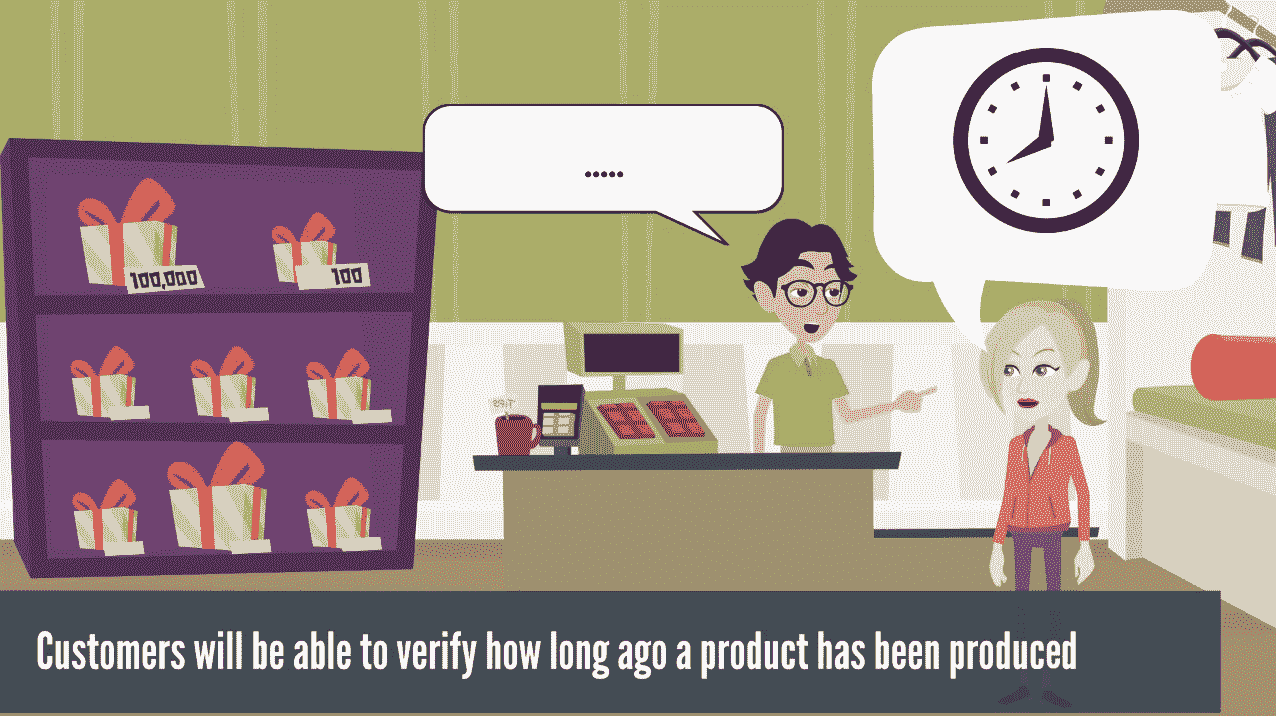 .....
100,000
100
Customers will be able to verify how long ago a product has been produced